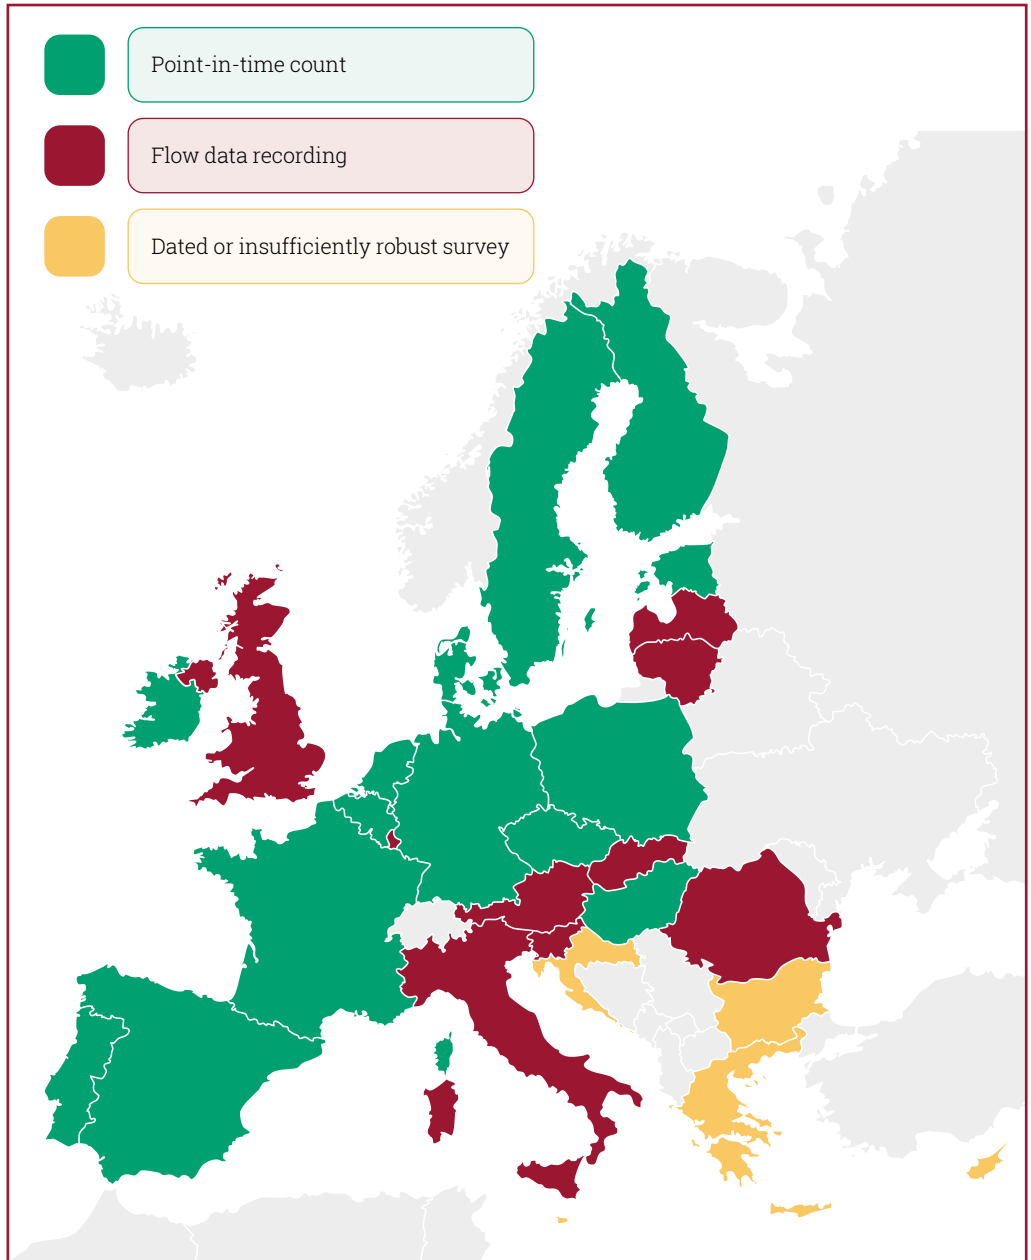 Point-in-time count
Flow data recording
Dated or insufficiently robust survey